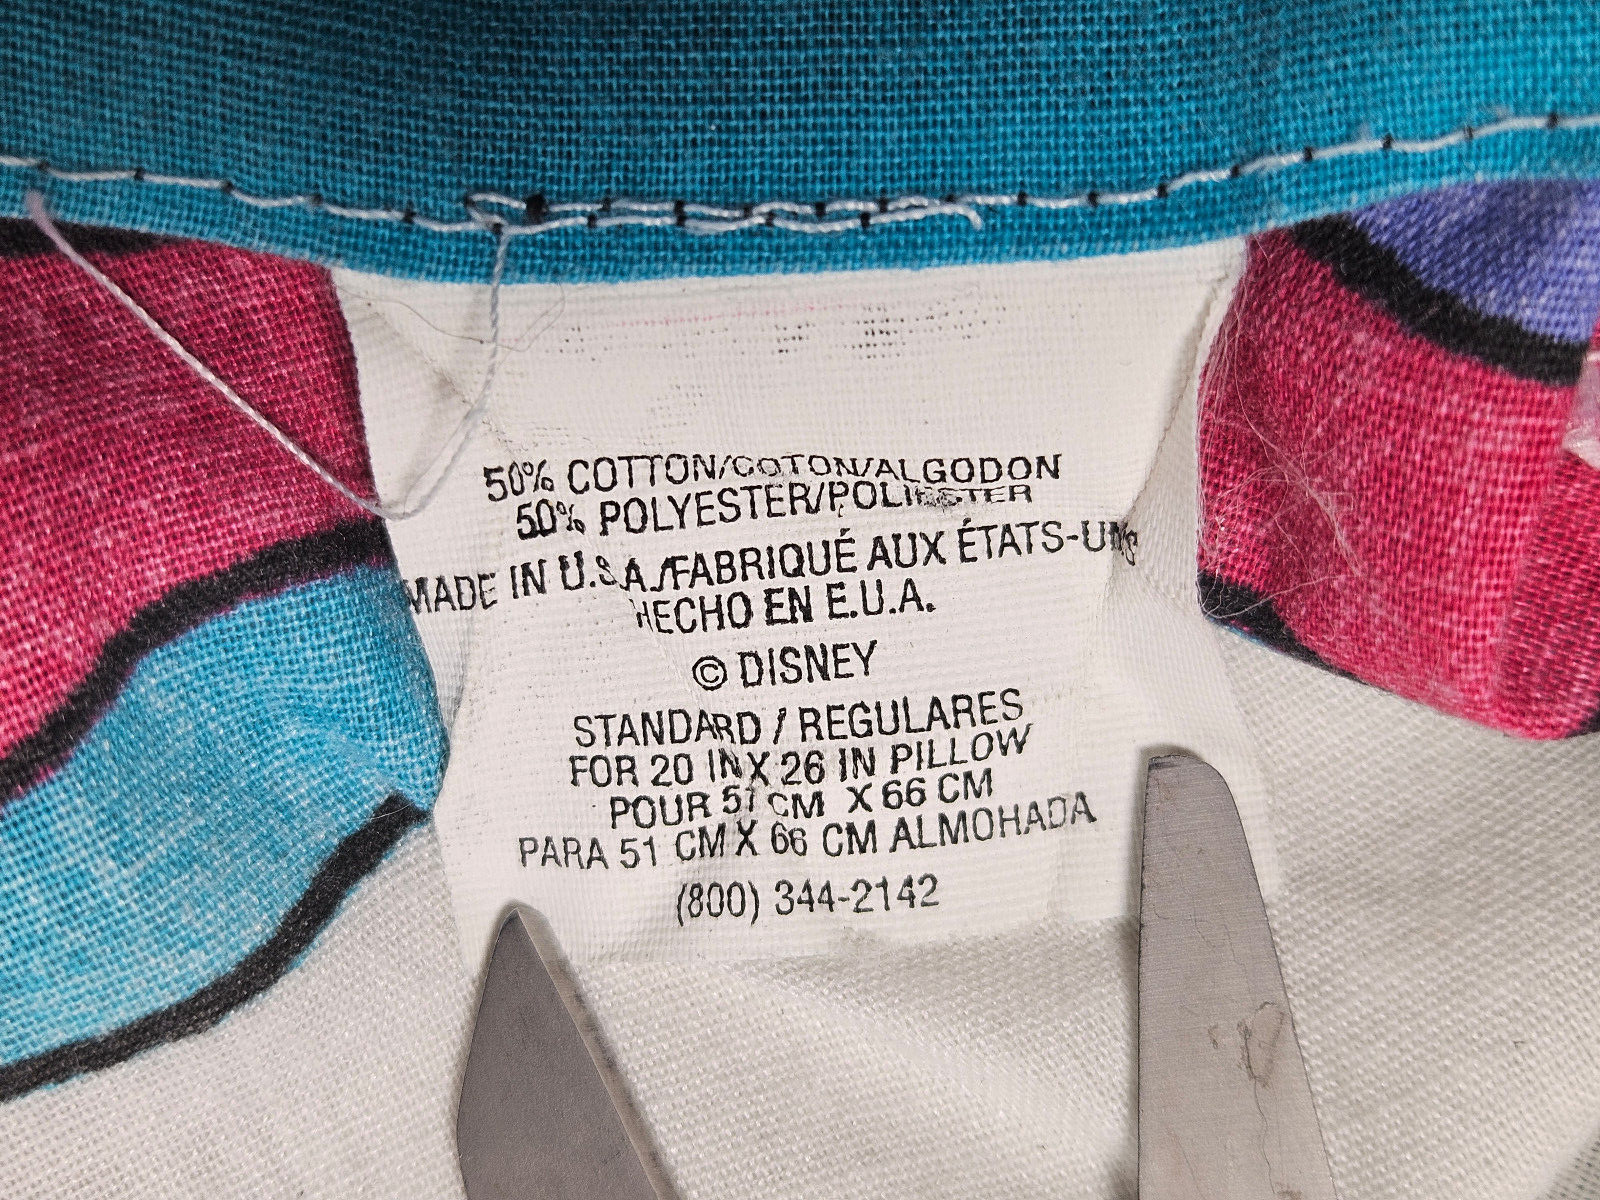 50% COTTON/COTON/ALGODON
50% POLYESTER/POLIESTER
MADE IN U.S.A./FABRIQUÉ AUX ÉTATS-UNIS
HECHO EN E.U.A.
© DISNEY
STANDARD / REGULARES
FOR 20 IN X 26 IN PILLOW
POUR 51 CM X 66 CM
PARA 51 CM X 66 CM ALMOHADA
(800) 344-2142